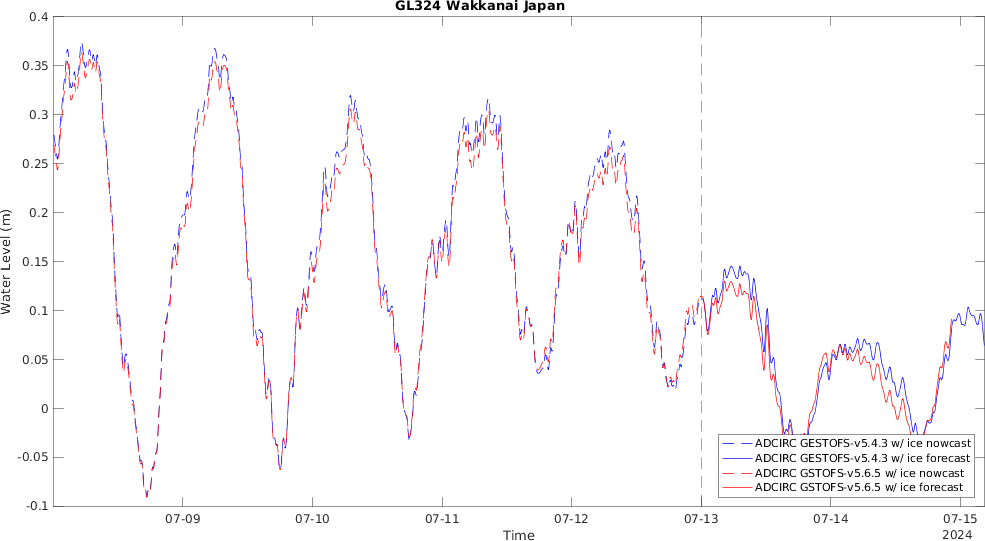 GL324 Wakkanai Japan
0.4
0.35
0.3
0.25
0.2
0.15
0.1
0.05
0
-0.05
-0.1
Water Level (m)
ADCIRC GESTOFS-v5.4.3 w/ ice nowcast
ADCIRC GESTOFS-v5.4.3 w/ ice forecast
ADCIRC GSTOFS-v5.6.5 w/ ice nowcast
ADCIRC GSTOFS-v5.6.5 w/ ice forecast
07-09 07-10 07-11 07-12 07-13 07-14 07-15
Time 2024